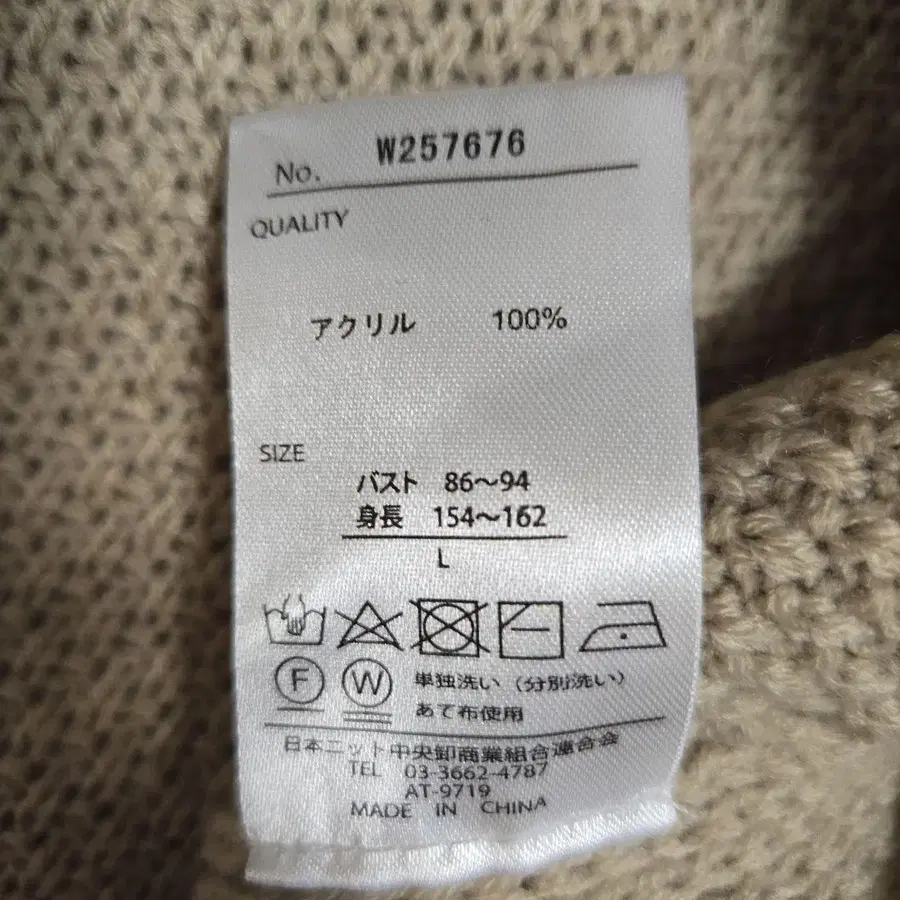 No. W257676
QUALITY
アクリル 100%
SIZE
バスト 86～94
身長 154～162
L
F W 単独洗い (分別洗い)
あて布使用
日本ニット中央卸商業組合連合会
TEL 03-3662-4787
AT-9719
MADE IN CHINA